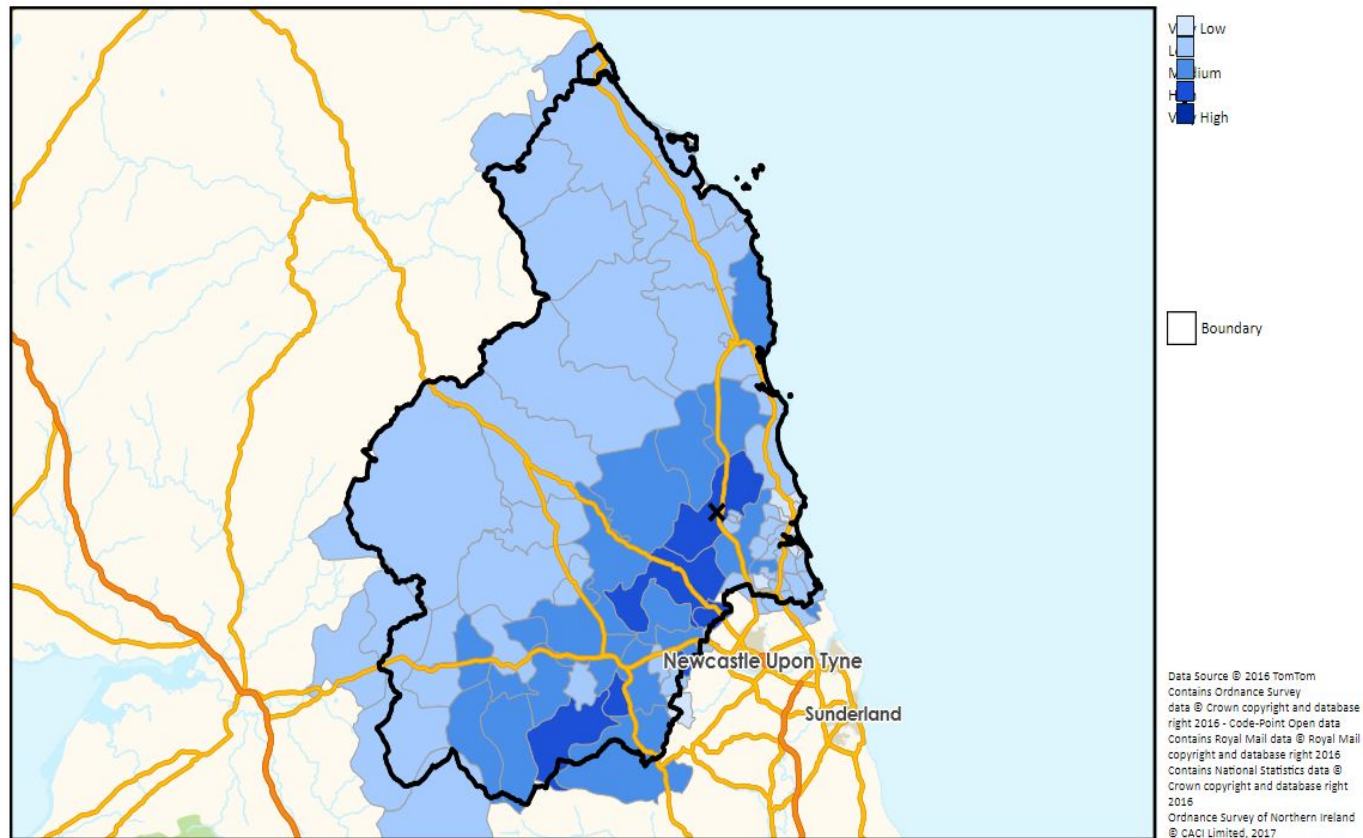 Very Low
Low
Medium
High
Very High
Boundary
Newcastle Upon Tyne
Sunderland
Data Source © 2016 TomTom
Contains Ordnance Survey
data © Crown copyright and database
right 2016 - Code-Point Open data
Contains Royal Mail data © Royal Mail
copyright and database right 2016
Contains National Statistics data ©
Crown copyright and database right
2016
Ordnance Survey of Northern Ireland
© CACI Limited, 2017